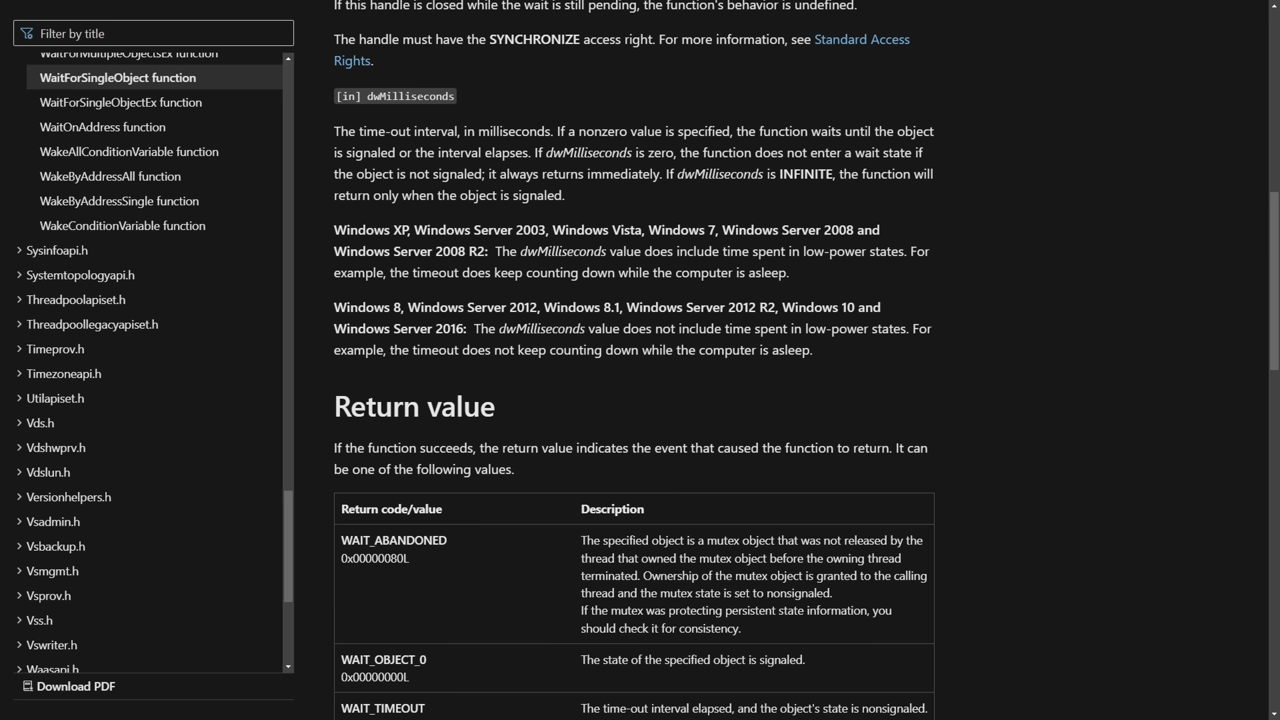 Filter by title
WaitForMultipleObjectsEx function
WaitForSingleObject function
WaitForSingleObjectEx function
WaitOnAddress function
WakeAllConditionVariable function
WakeByAddressAll function
WakeByAddressSingle function
WakeConditionVariable function
Sysinfoapi.h
Systemtopologyapi.h
Threadpoolapiset.h
Threadpoollegacyapiset.h
Timeprov.h
Timezoneapi.h
Utilapiset.h
Vds.h
Vdshwprv.h
Vdslun.h
Versionhelpers.h
Vsadmin.h
Vsbackup.h
Vsmgmt.h
Vsprov.h
Vss.h
Vswriter.h
Waasapi.h
Download PDF
If this handle is closed while the wait is still pending, the function's behavior is undefined.
The handle must have the SYNCHRONIZE access right. For more information, see Standard Access
Rights.
[in] dwMilliseconds
The time-out interval, in milliseconds. If a nonzero value is specified, the function waits until the object
is signaled or the interval elapses. If dwMilliseconds is zero, the function does not enter a wait state if
the object is not signaled; it always returns immediately. If dwMilliseconds is INFINITE, the function will
return only when the object is signaled.
Windows XP, Windows Server 2003, Windows Vista, Windows 7, Windows Server 2008 and
Windows Server 2008 R2: The dwMilliseconds value does include time spent in low-power states. For
example, the timeout does keep counting down while the computer is asleep.
Windows 8, Windows Server 2012, Windows 8.1, Windows Server 2012 R2, Windows 10 and
Windows Server 2016: The dwMilliseconds value does not include time spent in low-power states. For
example, the timeout does not keep counting down while the computer is asleep.
Return value
If the function succeeds, the return value indicates the event that caused the function to return. It can
be one of the following values.
Return code/value Description
WAIT_ABANDONED
0x00000080L
The specified object is a mutex object that was not released by the
thread that owned the mutex object before the owning thread
terminated. Ownership of the mutex object is granted to the calling
thread and the mutex state is set to nonsignaled.
If the mutex was protecting persistent state information, you
should check it for consistency.
WAIT_OBJECT_0
0x00000000L
The state of the specified object is signaled.
WAIT_TIMEOUT
The time-out interval elapsed, and the object's state is nonsignaled.